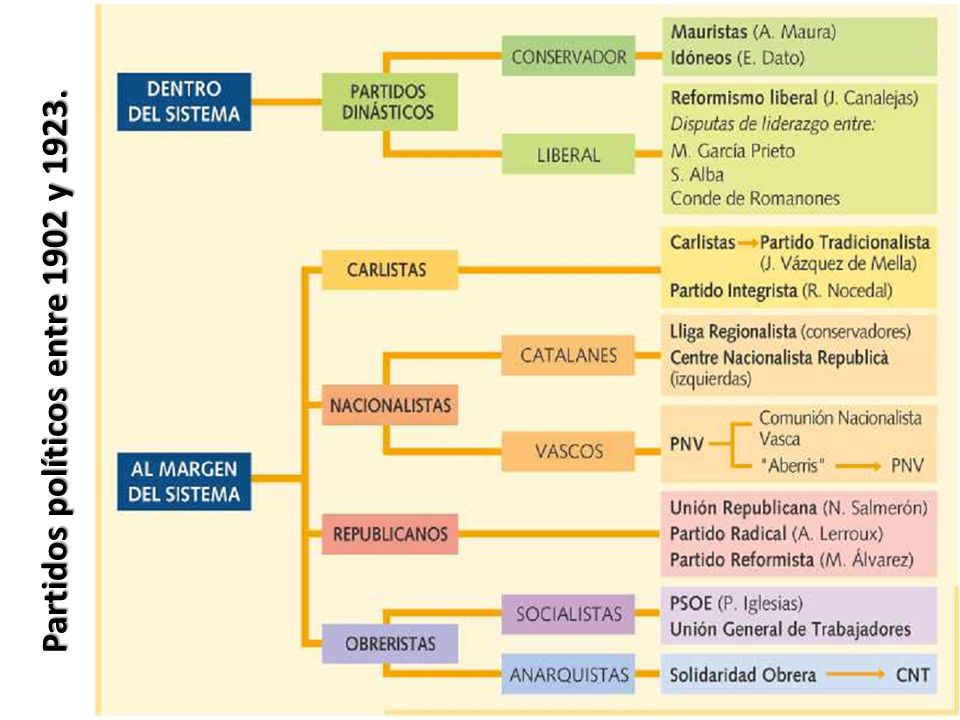 Partidos políticos entre 1902 y 1923.
DENTRO
DEL SISTEMA
PARTIDOS
DINÁSTICOS
CONSERVADOR
Mauristas (A. Maura)
Idóneos (E. Dato)
LIBERAL
Reformismo liberal (J. Canalejas)
Disputas de liderazgo entre:
M. García Prieto
S. Alba
Conde de Romanones
AL MARGEN
DEL SISTEMA
CARLISTAS
Carlistas → Partido Tradicionalista
(J. Vázquez de Mella)
Partido Integrista (R. Nocedal)
NACIONALISTAS
CATALANES
Lliga Regionalista (conservadores)
Centre Nacionalista Republicà
(izquierdas)
VASCOS
PNV
Comunión Nacionalista
Vasca
"Aberris" → PNV
REPUBLICANOS
Unión Republicana (N. Salmerón)
Partido Radical (A. Lerroux)
Partido Reformista (M. Álvarez)
OBRERISTAS
SOCIALISTAS
PSOE (P. Iglesias)
Unión General de Trabajadores
ANARQUISTAS
Solidaridad Obrera → CNT